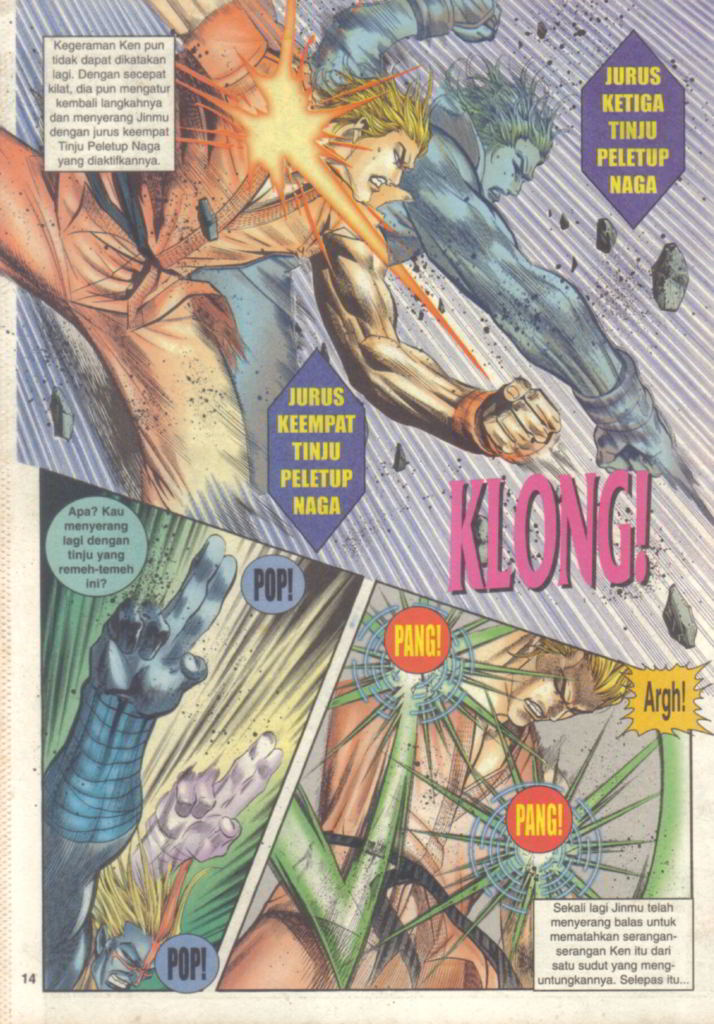 Kegeraman Ken pun
tidak dapat dikatakan
lagi. Dengan secepat
kilat, dia pun mengatur
kembali langkahnya
dan menyerang Jinmu
dengan jurus keempat
Tinju Peletup Naga
yang diaktifkannya.
JURUS
KETIGA
TINJU
PELETUP
NAGA
JURUS
KEEMPAT
TINJU
PELETUP
NAGA
KLONG!
Apa? Kau
menyerang
lagi dengan
tinju yang
remeh-temeh
ini?
POP!
PANG!
Argh!
PANG!
POP!
Sekali lagi Jinmu telah
menyerang balas untuk
mematahkan serangan-
serangan Ken itu dari
satu sudut yang meng-
untungkannya. Selepas itu...
14